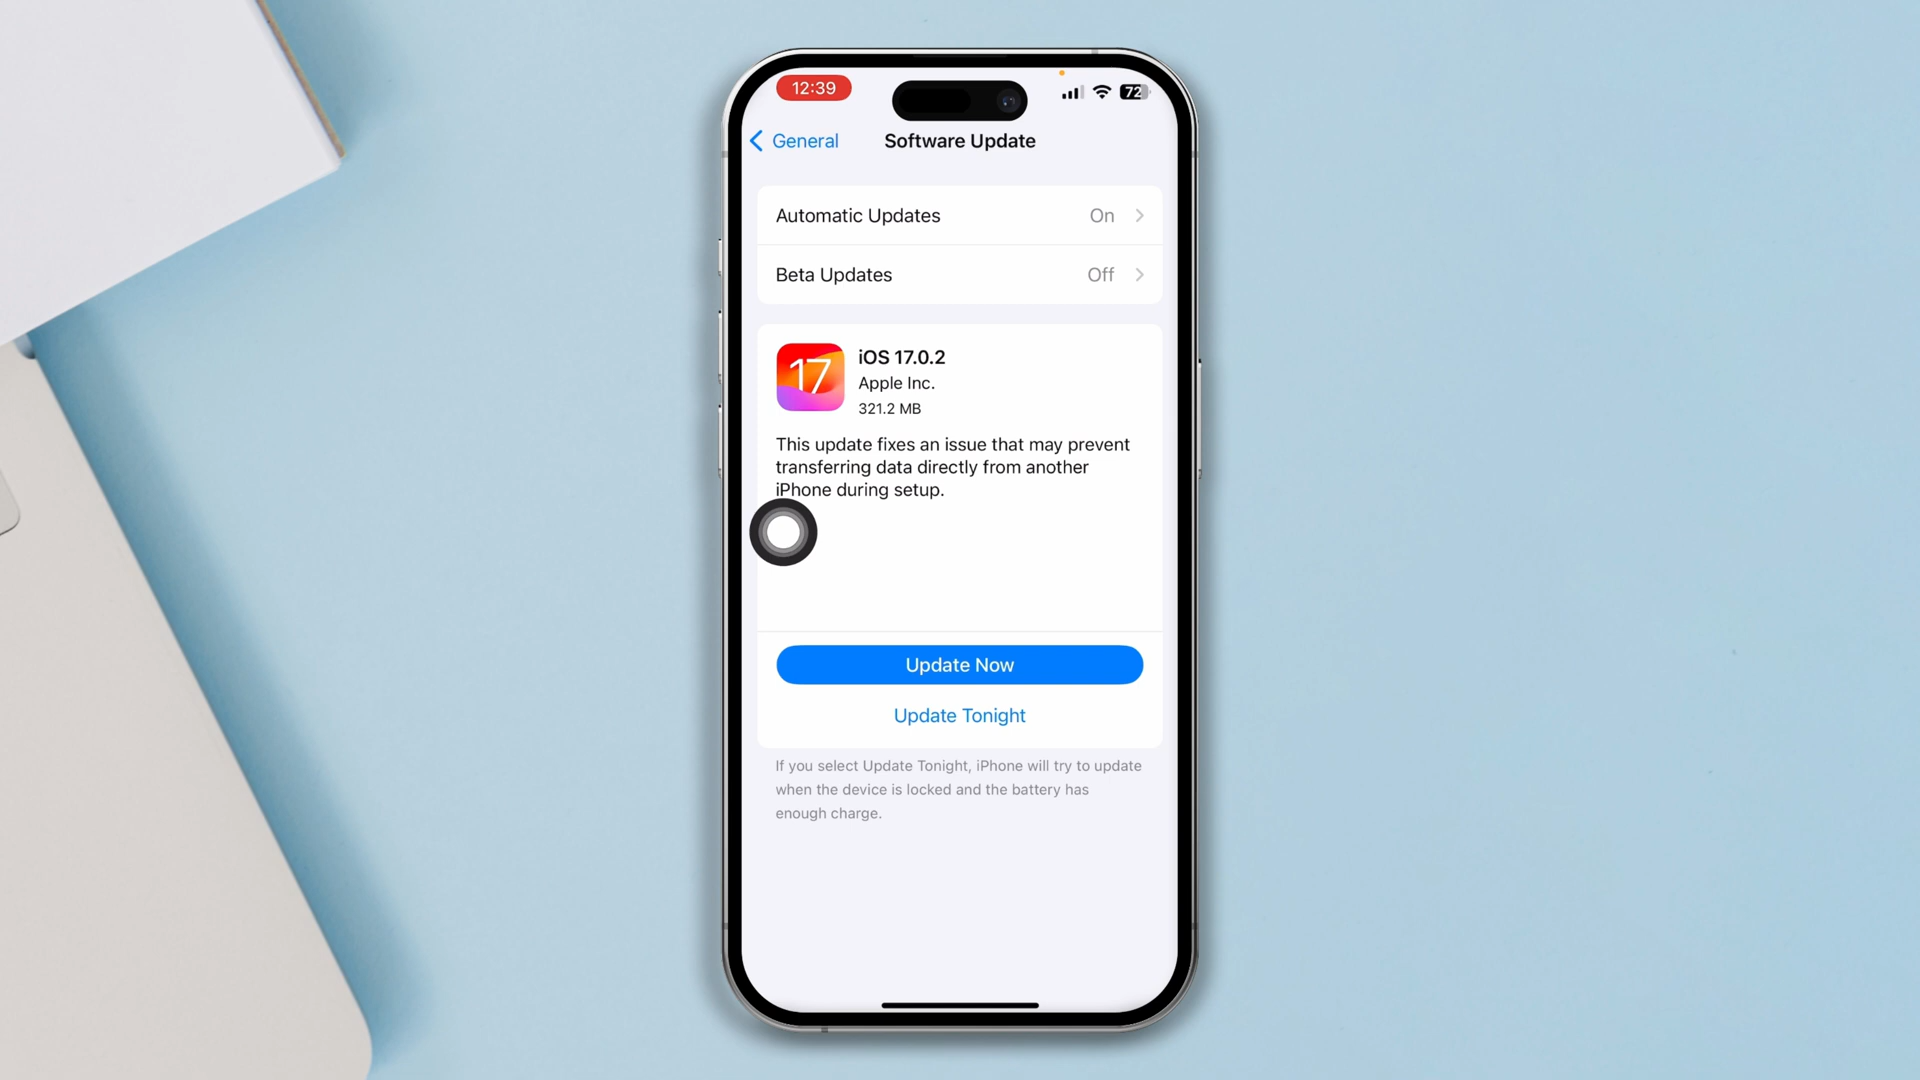 12:39
72
General
Software Update
Automatic Updates On
Beta Updates Off
17
iOS 17.0.2
Apple Inc.
321.2 MB
This update fixes an issue that may prevent
transferring data directly from another
iPhone during setup.
Update Now
Update Tonight
If you select Update Tonight, iPhone will try to update
when the device is locked and the battery has
enough charge.